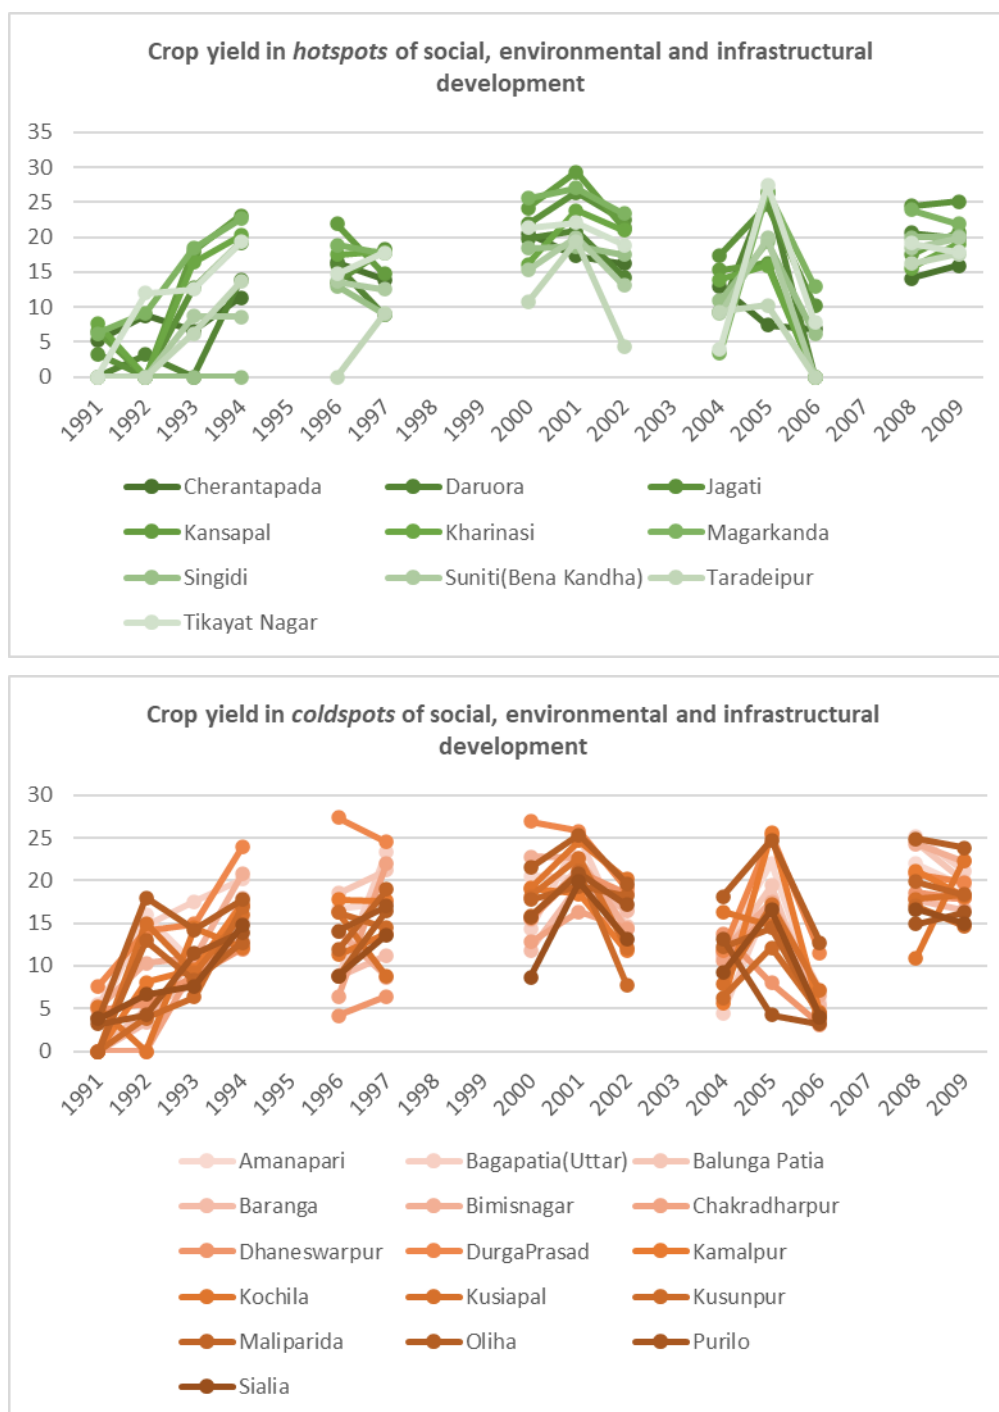 Crop yield in hotspots of social, environmental and infrastructural
development
35
30
25
20
15
10
5
0
1991 1992 1993 1994 1995 1996 1997 1998 1999 2000 2001 2002 2003 2004 2005 2006 2007 2008 2009
Cherantapada Daruora Jagati
Kansapal Kharinasi Magarkanda
Singidi Suniti(Bena Kandha) Taradeipur
Tikayat Nagar
Crop yield in coldspots of social, environmental and infrastructural
development
30
25
20
15
10
5
0
1991 1992 1993 1994 1995 1996 1997 1998 1999 2000 2001 2002 2003 2004 2005 2006 2007 2008 2009
Amanapari Bagapatia(Uttar) Balunga Patia
Baranga Bimisnagar Chakradharpur
Dhaneswarpur DurgaPrasad Kamalpur
Kochila Kusiapal Kusunpur
Maliparida Oliha Purilo
Sialia